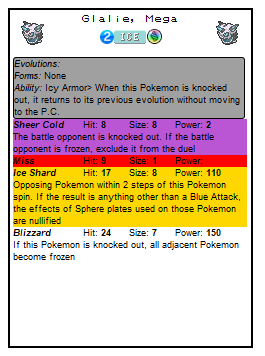 Glalie, Mega
2 ICE
Evolutions:
Forms: None
Ability: Icy Armor> When this Pokemon is knocked
out, it returns to its previous evolution without moving
to the P.C.
Sheer Cold Hit: 8 Size: 8 Power: 2
The battle opponent is knocked out. If the battle
opponent is frozen, exclude it from the duel
Miss Hit: 9 Size: 1 Power:
Ice Shard Hit: 17 Size: 8 Power: 110
Opposing Pokemon within 2 steps of this Pokemon
spin. If the result is anything other than a Blue Attack,
the effects of Sphere plates used on those Pokemon
are nullified
Blizzard Hit: 24 Size: 7 Power: 150
If this Pokemon is knocked out, all adjacent Pokemon
become frozen